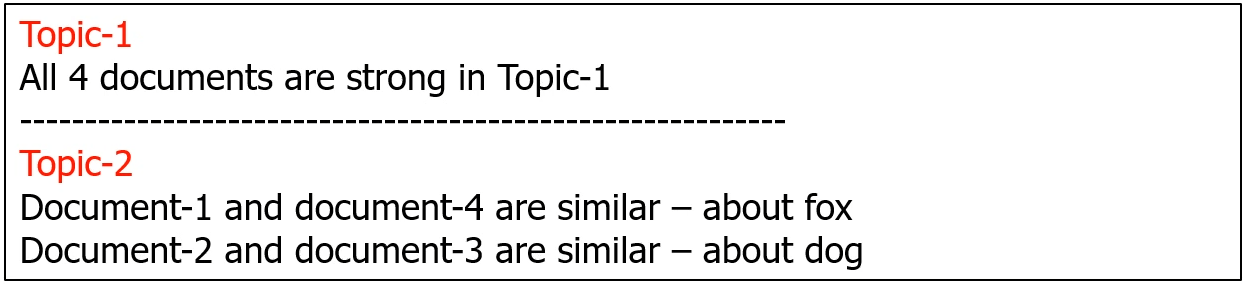 Topic-1
All 4 documents are strong in Topic-1
-----------------------------------------------------------
Topic-2
Document-1 and document-4 are similar – about fox
Document-2 and document-3 are similar – about dog